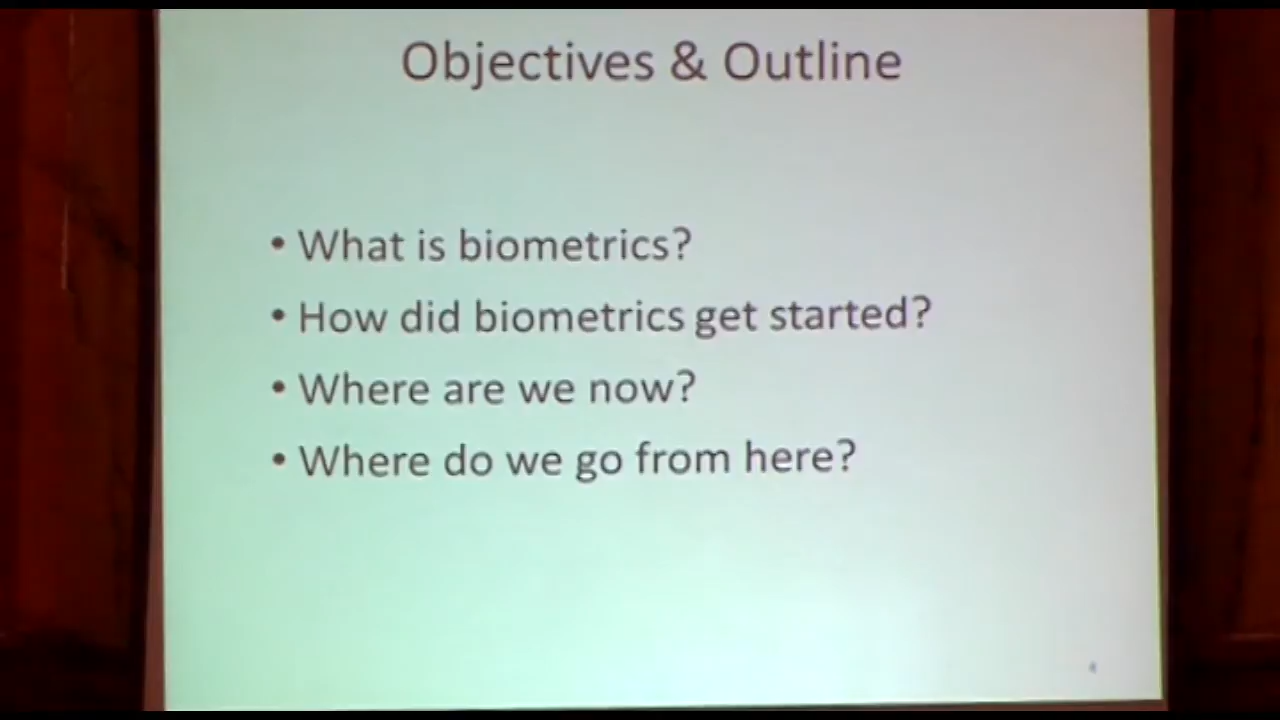 Objectives & Outline
• What is biometrics?
• How did biometrics get started?
• Where are we now?
• Where do we go from here?